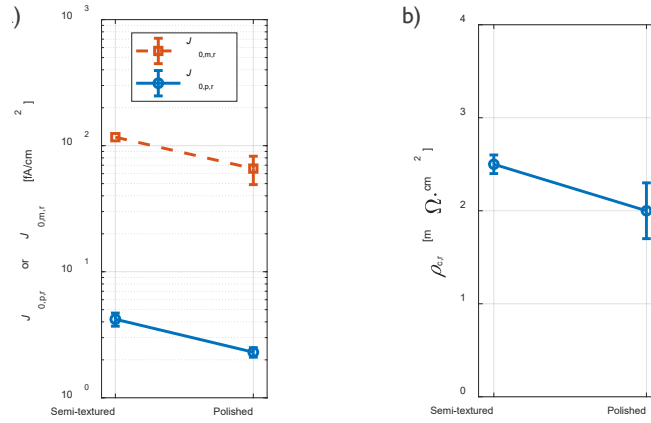 :)
10 3
10 2
10 1
10 0
J 0,p,r or J 0,m,r [fA/cm 2 ]
J 0,m,r
J 0,p,r
Semi-textured Polished
b)
4
3
2
1
0
ρc,r [m Ω· cm 2 ]
Semi-textured Polished